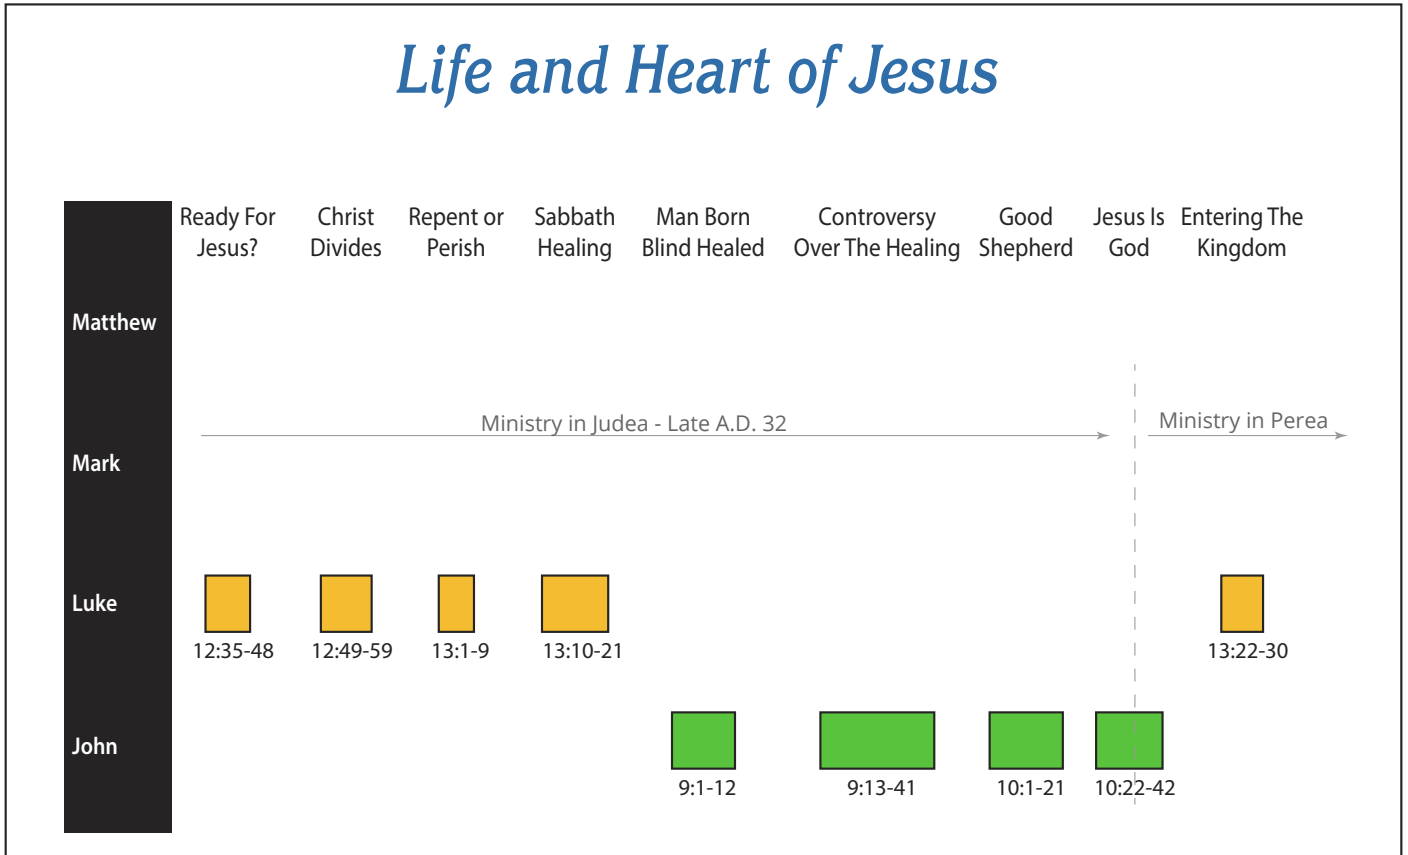 Life and Heart of Jesus
Ready For
Jesus?
Christ
Divides
Repent or
Perish
Sabbath
Healing
Man Born
Blind Healed
Controversy
Over The Healing
Good
Shepherd
Jesus Is
God
Entering The
Kingdom
Matthew
Ministry in Judea - Late A.D. 32
Ministry in Perea
Mark
Luke
12:35-48
12:49-59
13:1-9
13:10-21
13:22-30
John
9:1-12
9:13-41
10:1-21
10:22-42